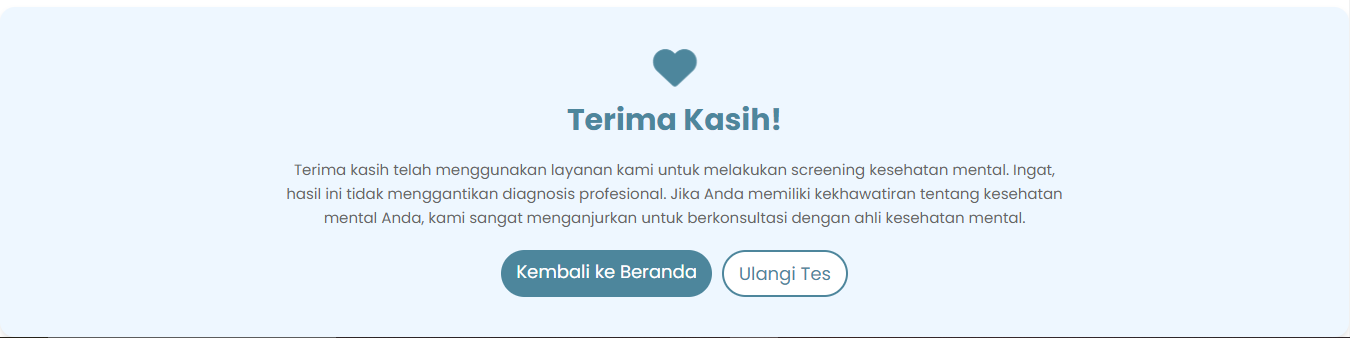 Terima Kasih!
Terima kasih telah menggunakan layanan kami untuk melakukan screening kesehatan mental. Ingat,
hasil ini tidak menggantikan diagnosis profesional. Jika Anda memiliki kekhawatiran tentang kesehatan
mental Anda, kami sangat menganjurkan untuk berkonsultasi dengan ahli kesehatan mental.
Kembali ke Beranda
Ulangi Tes